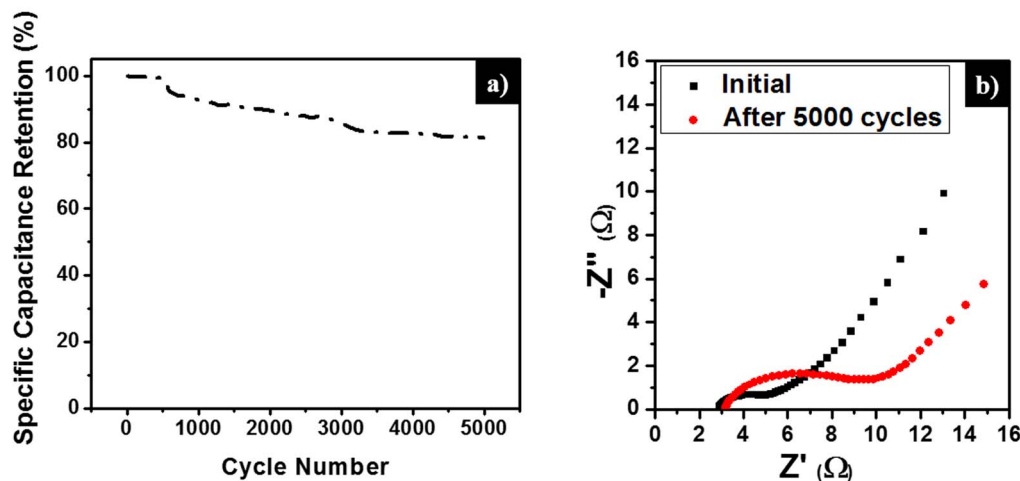 Specific Capacitance Retention (%)
100
80
60
40
20
0
a)
0 1000 2000 3000 4000 5000
Cycle Number
-Z" (Ω)
16
14
12
10
8
6
4
2
0
Initial
After 5000 cycles
b)
0 2 4 6 8 10 12 14 16
Z' (Ω)